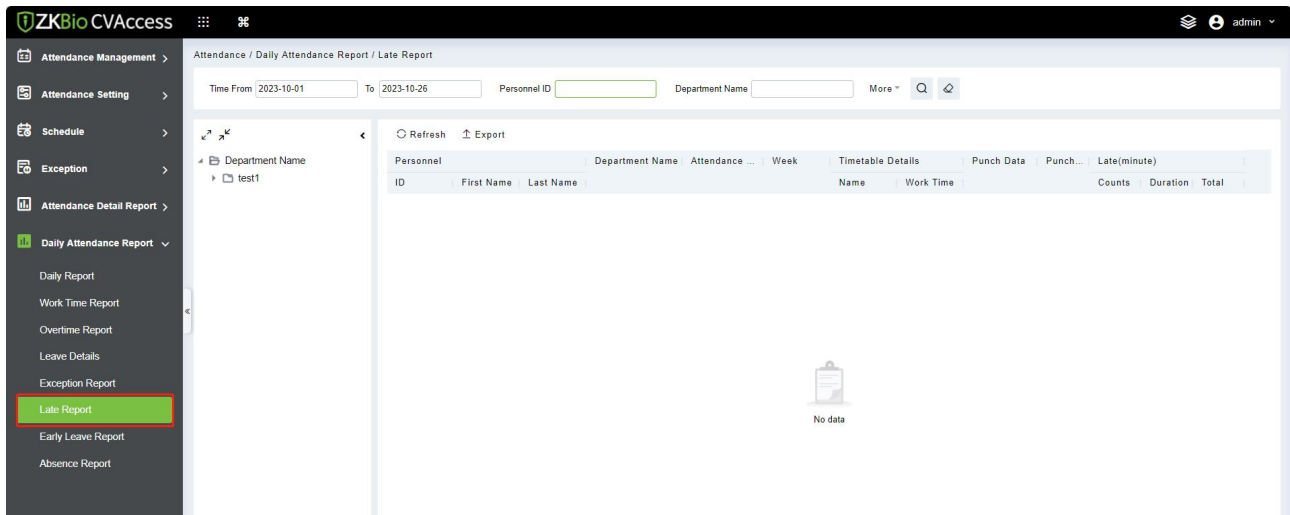 ZKBio CVAccess
admin
Attendance Management
Attendance Setting
Schedule
Exception
Attendance Detail Report
Daily Attendance Report
Daily Report
Work Time Report
Overtime Report
Leave Details
Exception Report
Late Report
Early Leave Report
Absence Report
Attendance / Daily Attendance Report / Late Report
Time From 2023-10-01 To 2023-10-26 Personnel ID Department Name More
Department Name
test1
Refresh Export
Personnel Department Name Attendance ... Week Timetable Details Punch Data Punch... Late(minute)
ID First Name Last Name Name Work Time Counts Duration Total
No data